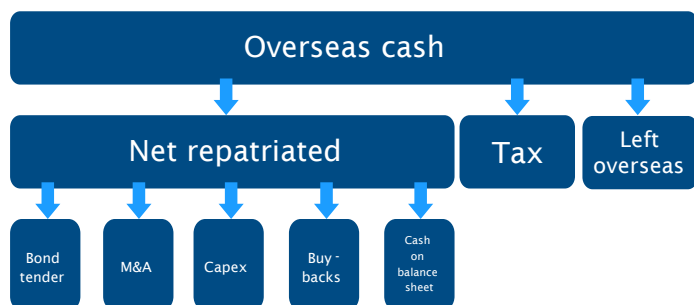 Overseas cash
Net repatriated
Tax
Left
overseas
Bond
tender
M&A
Capex
Buy -
backs
Cash
on
balance
sheet